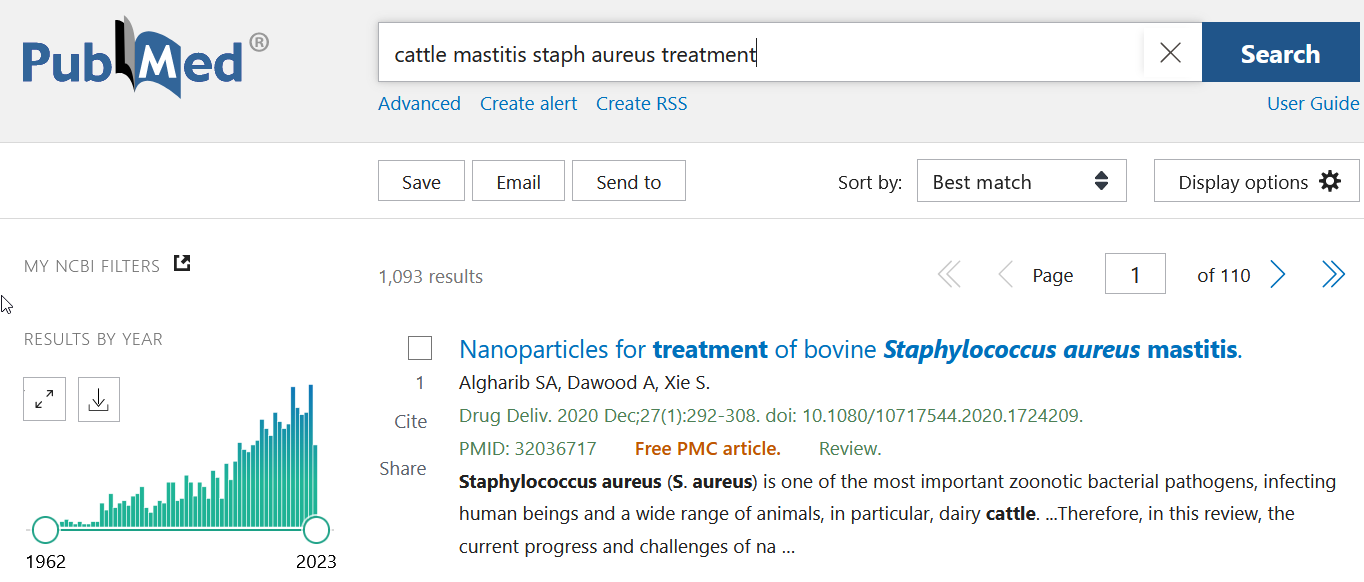 PubMed®
cattle mastitis staph aureus treatment
Search
Advanced Create alert Create RSS
User Guide
Save Email Send to
Sort by: Best match
Display options
MY NCBI FILTERS
1,093 results
Page 1 of 110
RESULTS BY YEAR
1962 2023
Nanoparticles for treatment of bovine Staphylococcus aureus mastitis.
1
Algharib SA, Dawood A, Xie S.
Cite
Drug Deliv. 2020 Dec;27(1):292-308. doi: 10.1080/10717544.2020.1724209.
PMID: 32036717 Free PMC article. Review.
Share
Staphylococcus aureus (S. aureus) is one of the most important zoonotic bacterial pathogens, infecting
human beings and a wide range of animals, in particular, dairy cattle. ...Therefore, in this review, the
current progress and challenges of na ...